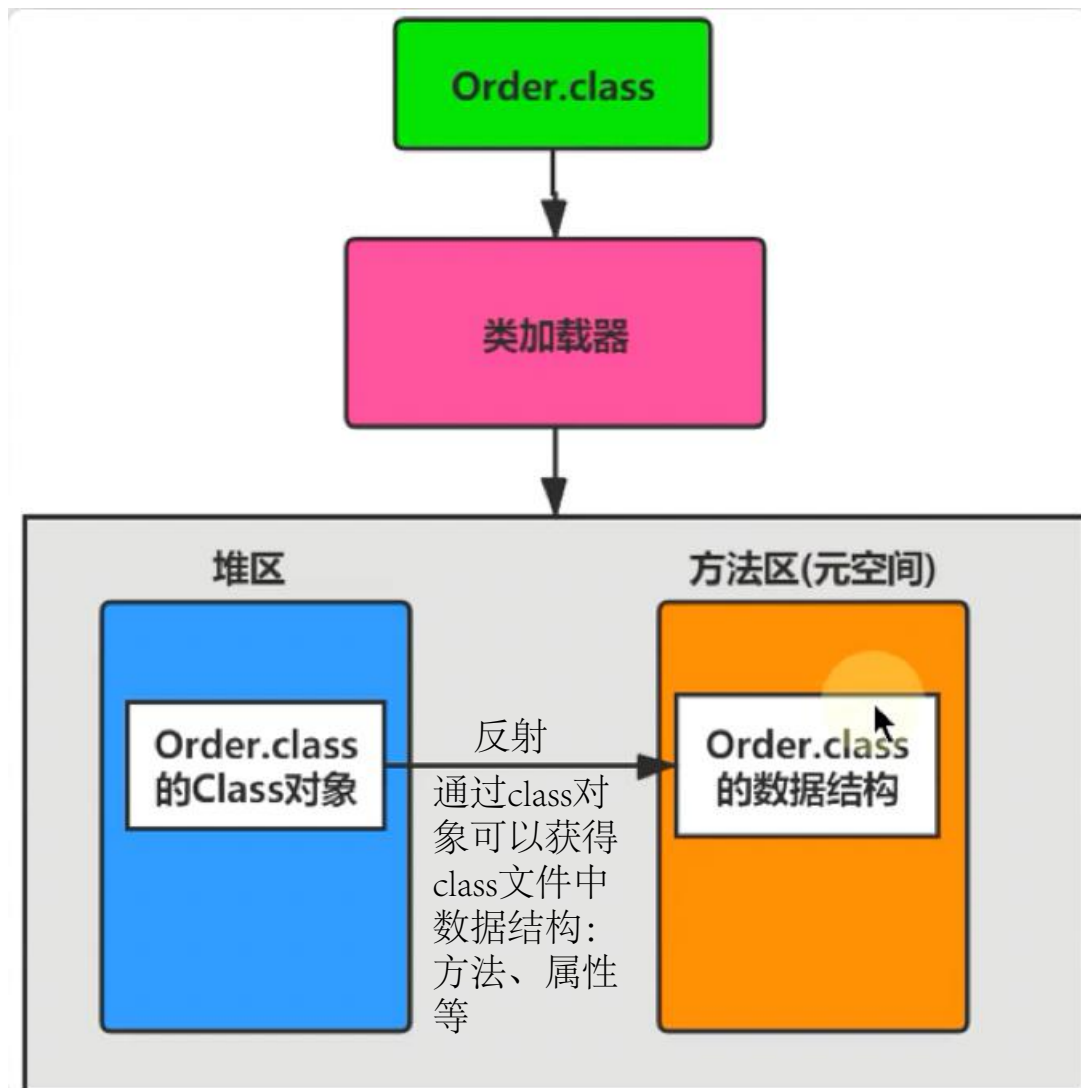 Order.class
类加载器
堆区
方法区(元空间)
Order.class
的Class对象
反射
通过class对
象可以获得
class文件中
数据结构：
方法、属性
等
Order.class
的数据结构